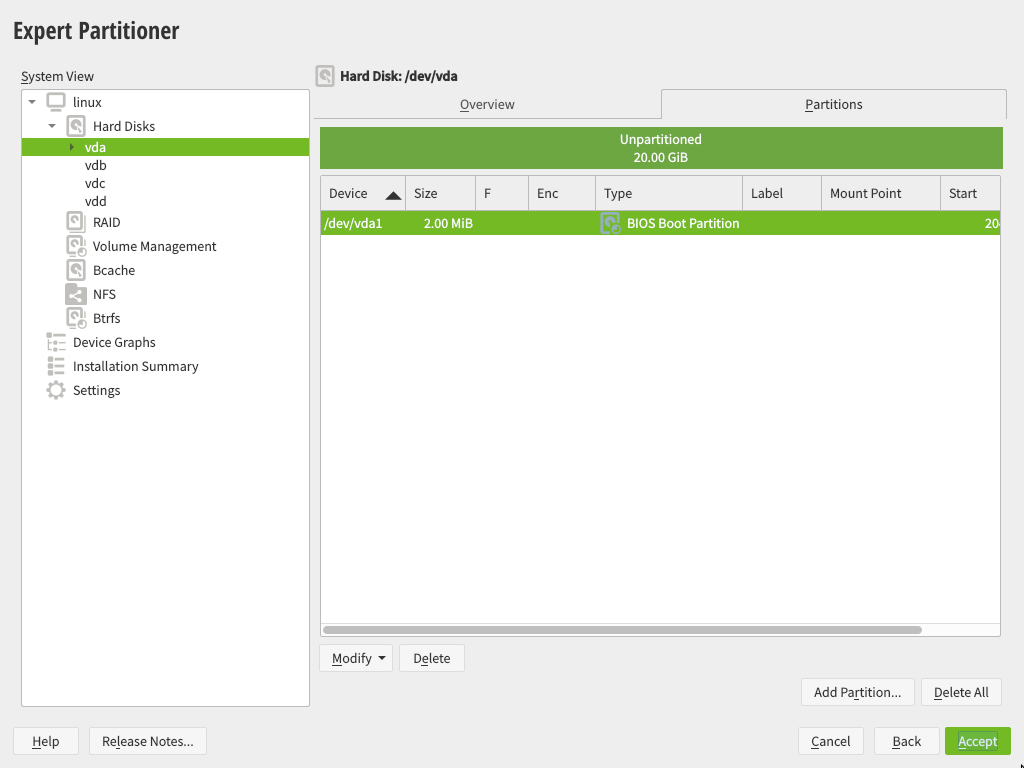 Expert Partitioner
System View
linux
Hard Disks
vda
vdb
vdc
vdd
RAID
Volume Management
Bcache
NFS
Btrfs
Device Graphs
Installation Summary
Settings
Hard Disk: /dev/vda
Overview
Partitions
Unpartitioned
20.00 GiB
Device Size F Enc Type Label Mount Point Start
/dev/vda1 2.00 MiB BIOS Boot Partition 20
Modify Delete
Add Partition... Delete All
Help Release Notes... Cancel Back Accept